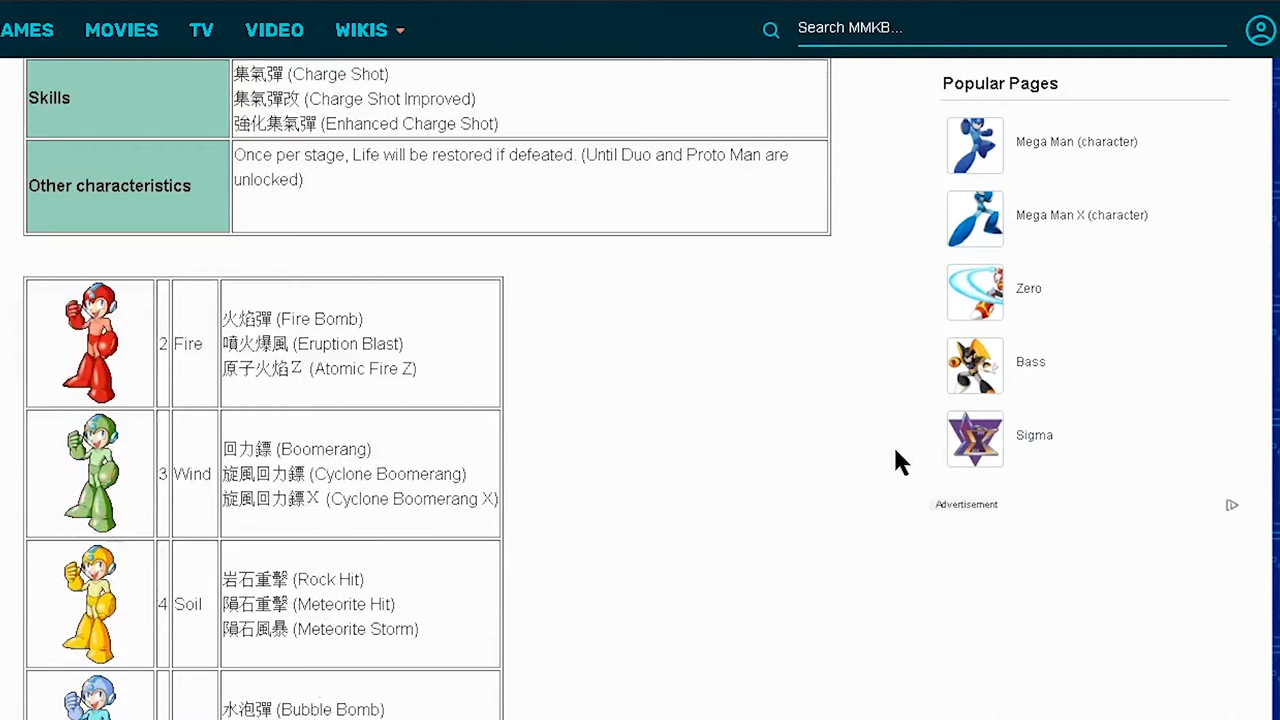 AMES MOVIES TV VIDEO WIKIS Search MMKB...
Skills
集氣彈 (Charge Shot)
集氣彈改 (Charge Shot Improved)
強化集氣彈 (Enhanced Charge Shot)
Other characteristics
Once per stage, Life will be restored if defeated. (Until Duo and Proto Man are
unlocked)
2 Fire
火焰彈 (Fire Bomb)
噴火爆風 (Eruption Blast)
原子火焰Z (Atomic Fire Z)
3 Wind
回力鏢 (Boomerang)
旋風回力鏢 (Cyclone Boomerang)
旋風回力鏢X (Cyclone Boomerang X)
4 Soil
岩石重擊 (Rock Hit)
隕石重擊 (Meteorite Hit)
隕石風暴 (Meteorite Storm)
水泡彈 (Bubble Bomb)
Popular Pages
Mega Man (character)
Mega Man X (character)
Zero
Bass
Sigma
Advertisement